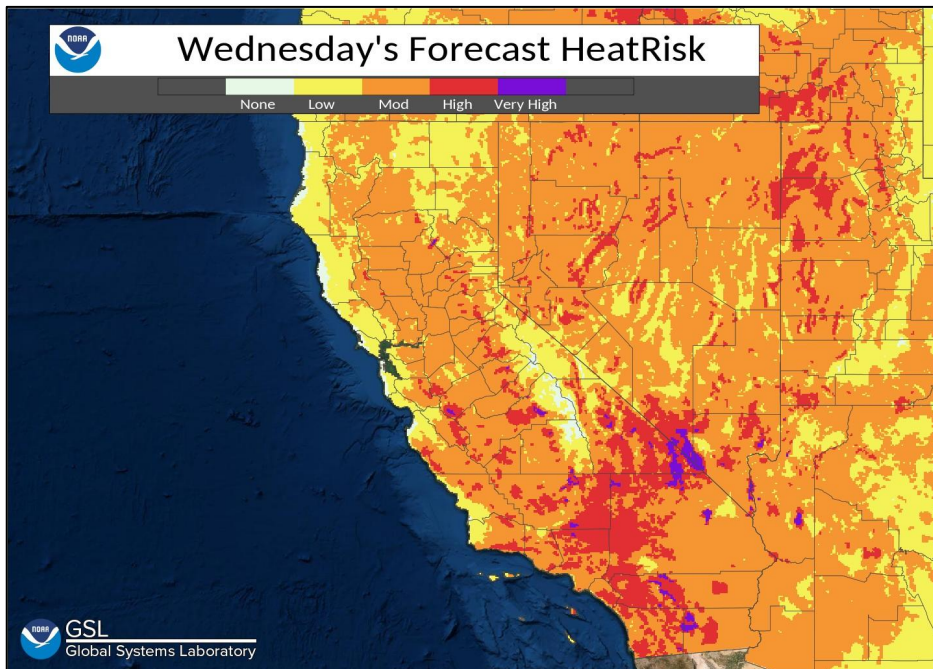 NOAA
Wednesday's Forecast HeatRisk
None Low Mod High Very High
NOAA
GSL
Global Systems Laboratory